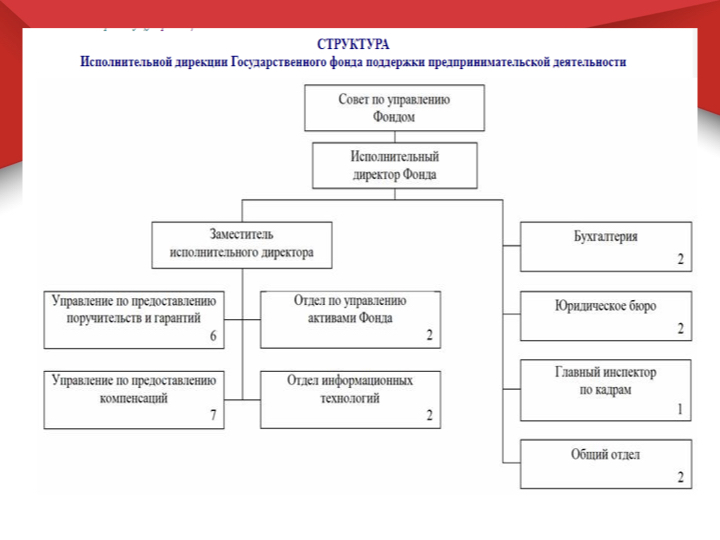 СТРУКТУРА
Исполнительной дирекции Государственного фонда поддержки предпринимательской деятельности
Совет по управлению
Фондом
Исполнительный
директор Фонда
Заместитель
исполнительного директора
Управление по предоставлению
поручительств и гарантий
6
Отдел по управлению
активами Фонда
2
Управление по предоставлению
компенсаций
7
Отдел информационных
технологий
2
Бухгалтерия
2
Юридическое бюро
2
Главный инспектор
по кадрам
1
Общий отдел
2